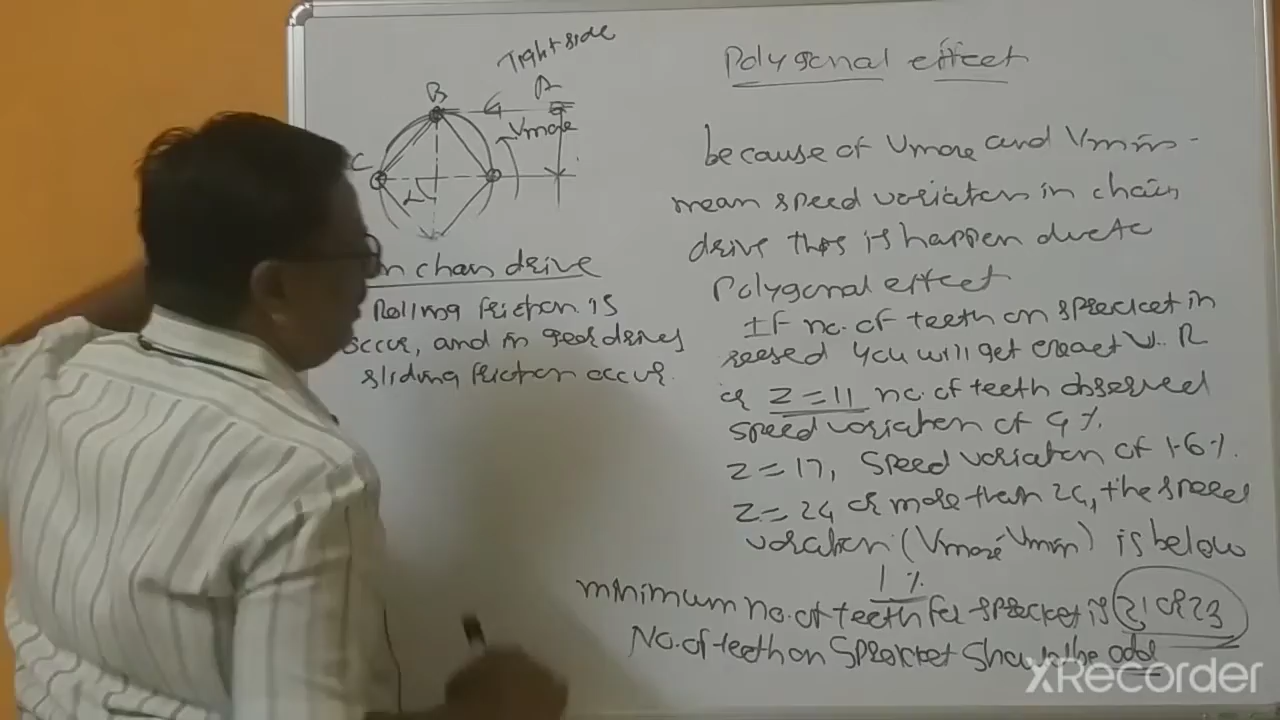 Tight side
B
A
Vmax
C
α
Polygonal effect
because of Vmax and Vmin -
mean speed variation in chain
drive this is happen due to
Polygonal effect
If no. of teeth on sprocket in
you will get exact V.R
or Z = 11 no. of teeth observed
speed variation of 4 %.
Z = 17, Speed variation of 1.6 %.
Z = 24 or more than 24, the speed
variation (Vmax - Vmin) is below
1 %
minimum no. of teeth for sprocket is 21 or 23
No. of teeth on Sprocket should be odd
n chain drive
Rolling friction is
occur, and in gear drives
sliding friction occur.
XRecorder